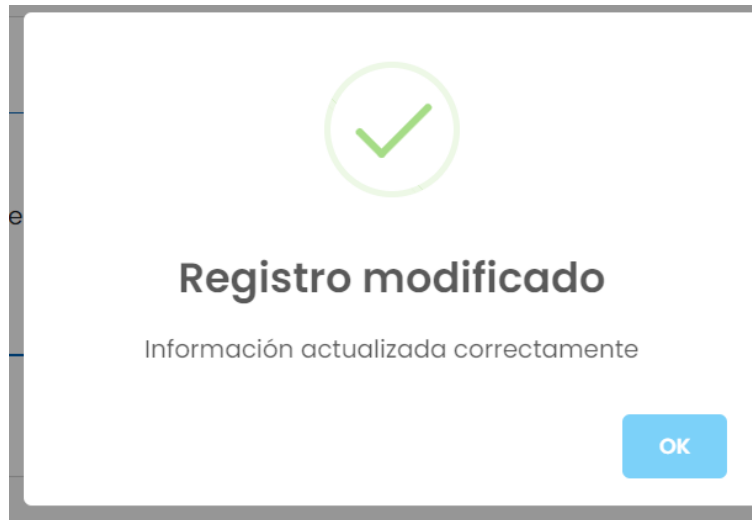 e
Registro modificado
Información actualizada correctamente
OK